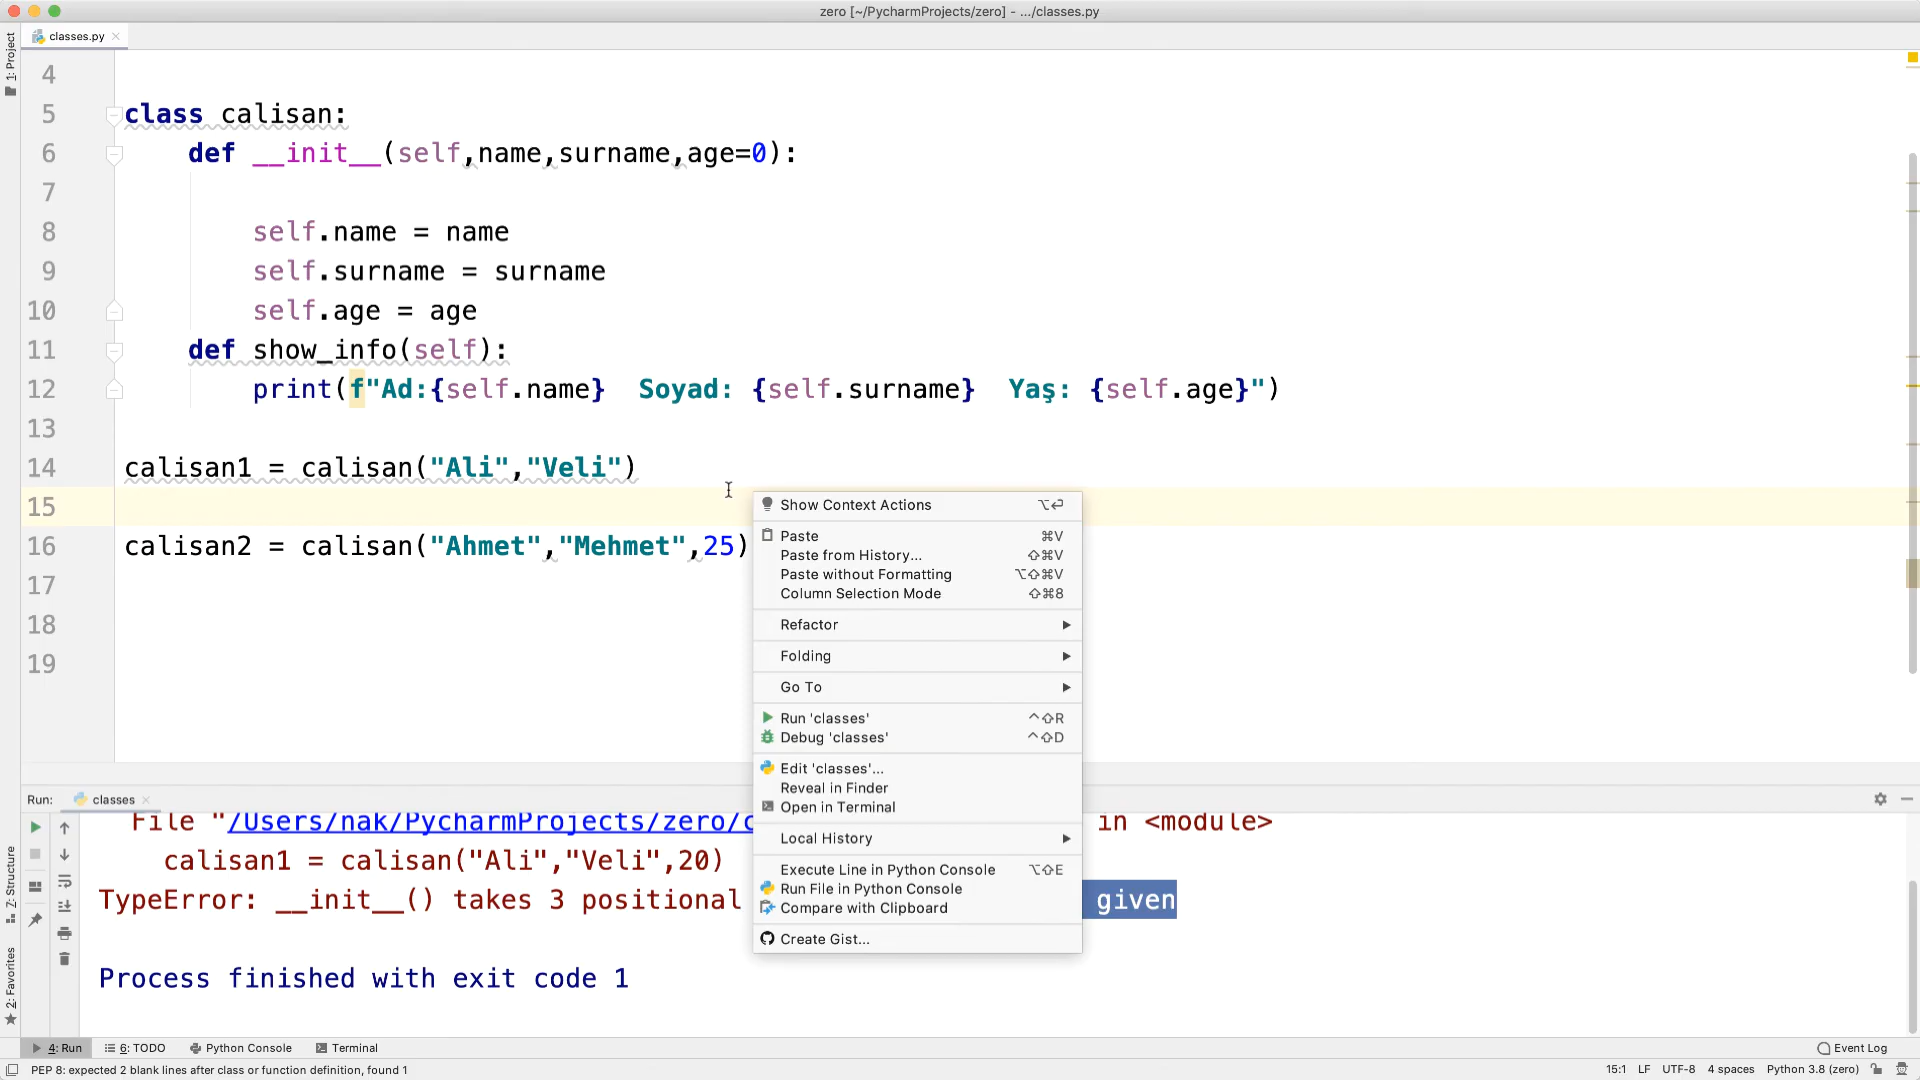 zero [~/PycharmProjects/zero] - .../classes.py
1: Project
classes.py
4
5 class calisan:
6 def __init__(self,name,surname,age=0):
7
8 self.name = name
9 self.surname = surname
10 self.age = age
11 def show_info(self):
12 print(f"Ad:{self.name}  Soyad: {self.surname}  Yaş: {self.age}")
13
14 calisan1 = calisan("Ali","Veli")
15
16 calisan2 = calisan("Ahmet","Mehmet",25)
17
18
19
Show Context Actions ⌥⏎
Paste ⌘V
Paste from History... ⇧⌘V
Paste without Formatting ⌥⇧⌘V
Column Selection Mode ⇧⌘8
Refactor
Folding
Go To
Run 'classes' ^⇧R
Debug 'classes' ^⇧D
Edit 'classes'...
Reveal in Finder
Open in Terminal
Local History
Execute Line in Python Console ⌥⇧E
Run File in Python Console
Compare with Clipboard
Create Gist...
Run: classes
File "/Users/nak/PycharmProjects/zero/c in <module>
calisan1 = calisan("Ali","Veli",20)
TypeError: __init__() takes 3 positional given
Process finished with exit code 1
Z: Structure
2: Favorites
4: Run 6: TODO Python Console Terminal Event Log
PEP 8: expected 2 blank lines after class or function definition, found 1 15:1 LF UTF-8 4 spaces Python 3.8 (zero)